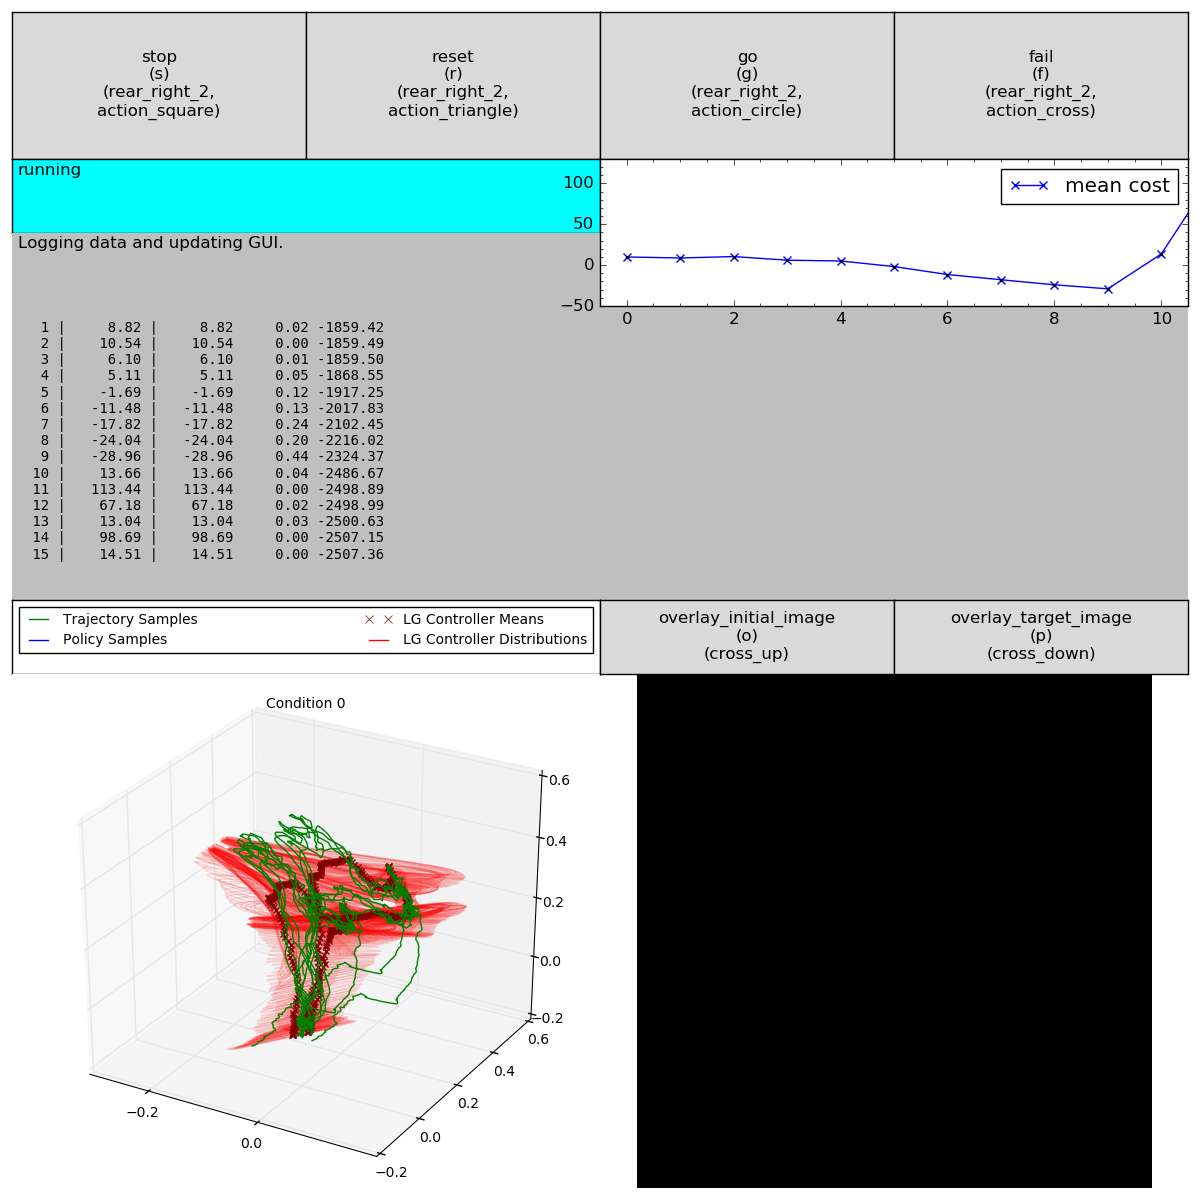 stop
(s)
(rear_right_2,
action_square)
reset
(r)
(rear_right_2,
action_triangle)
go
(g)
(rear_right_2,
action_circle)
fail
(f)
(rear_right_2,
action_cross)
running
Logging data and updating GUI.
100
50
0
−50
mean cost
0 2 4 6 8 10
1 | 8.82 | 8.82 0.02 -1859.42
2 | 10.54 | 10.54 0.00 -1859.49
3 | 6.10 | 6.10 0.01 -1859.50
4 | 5.11 | 5.11 0.05 -1868.55
5 | -1.69 | -1.69 0.12 -1917.25
6 | -11.48 | -11.48 0.13 -2017.83
7 | -17.82 | -17.82 0.24 -2102.45
8 | -24.04 | -24.04 0.20 -2216.02
9 | -28.96 | -28.96 0.44 -2324.37
10 | 13.66 | 13.66 0.04 -2486.67
11 | 113.44 | 113.44 0.00 -2498.89
12 | 67.18 | 67.18 0.02 -2498.99
13 | 13.04 | 13.04 0.03 -2500.63
14 | 98.69 | 98.69 0.00 -2507.15
15 | 14.51 | 14.51 0.00 -2507.36
Trajectory Samples
Policy Samples
LG Controller Means
LG Controller Distributions
overlay_initial_image
(o)
(cross_up)
overlay_target_image
(p)
(cross_down)
Condition 0
0.6
0.4
0.2
0.0
−0.2
0.6
0.4
0.2
0.0
−0.2
−0.2
0.0